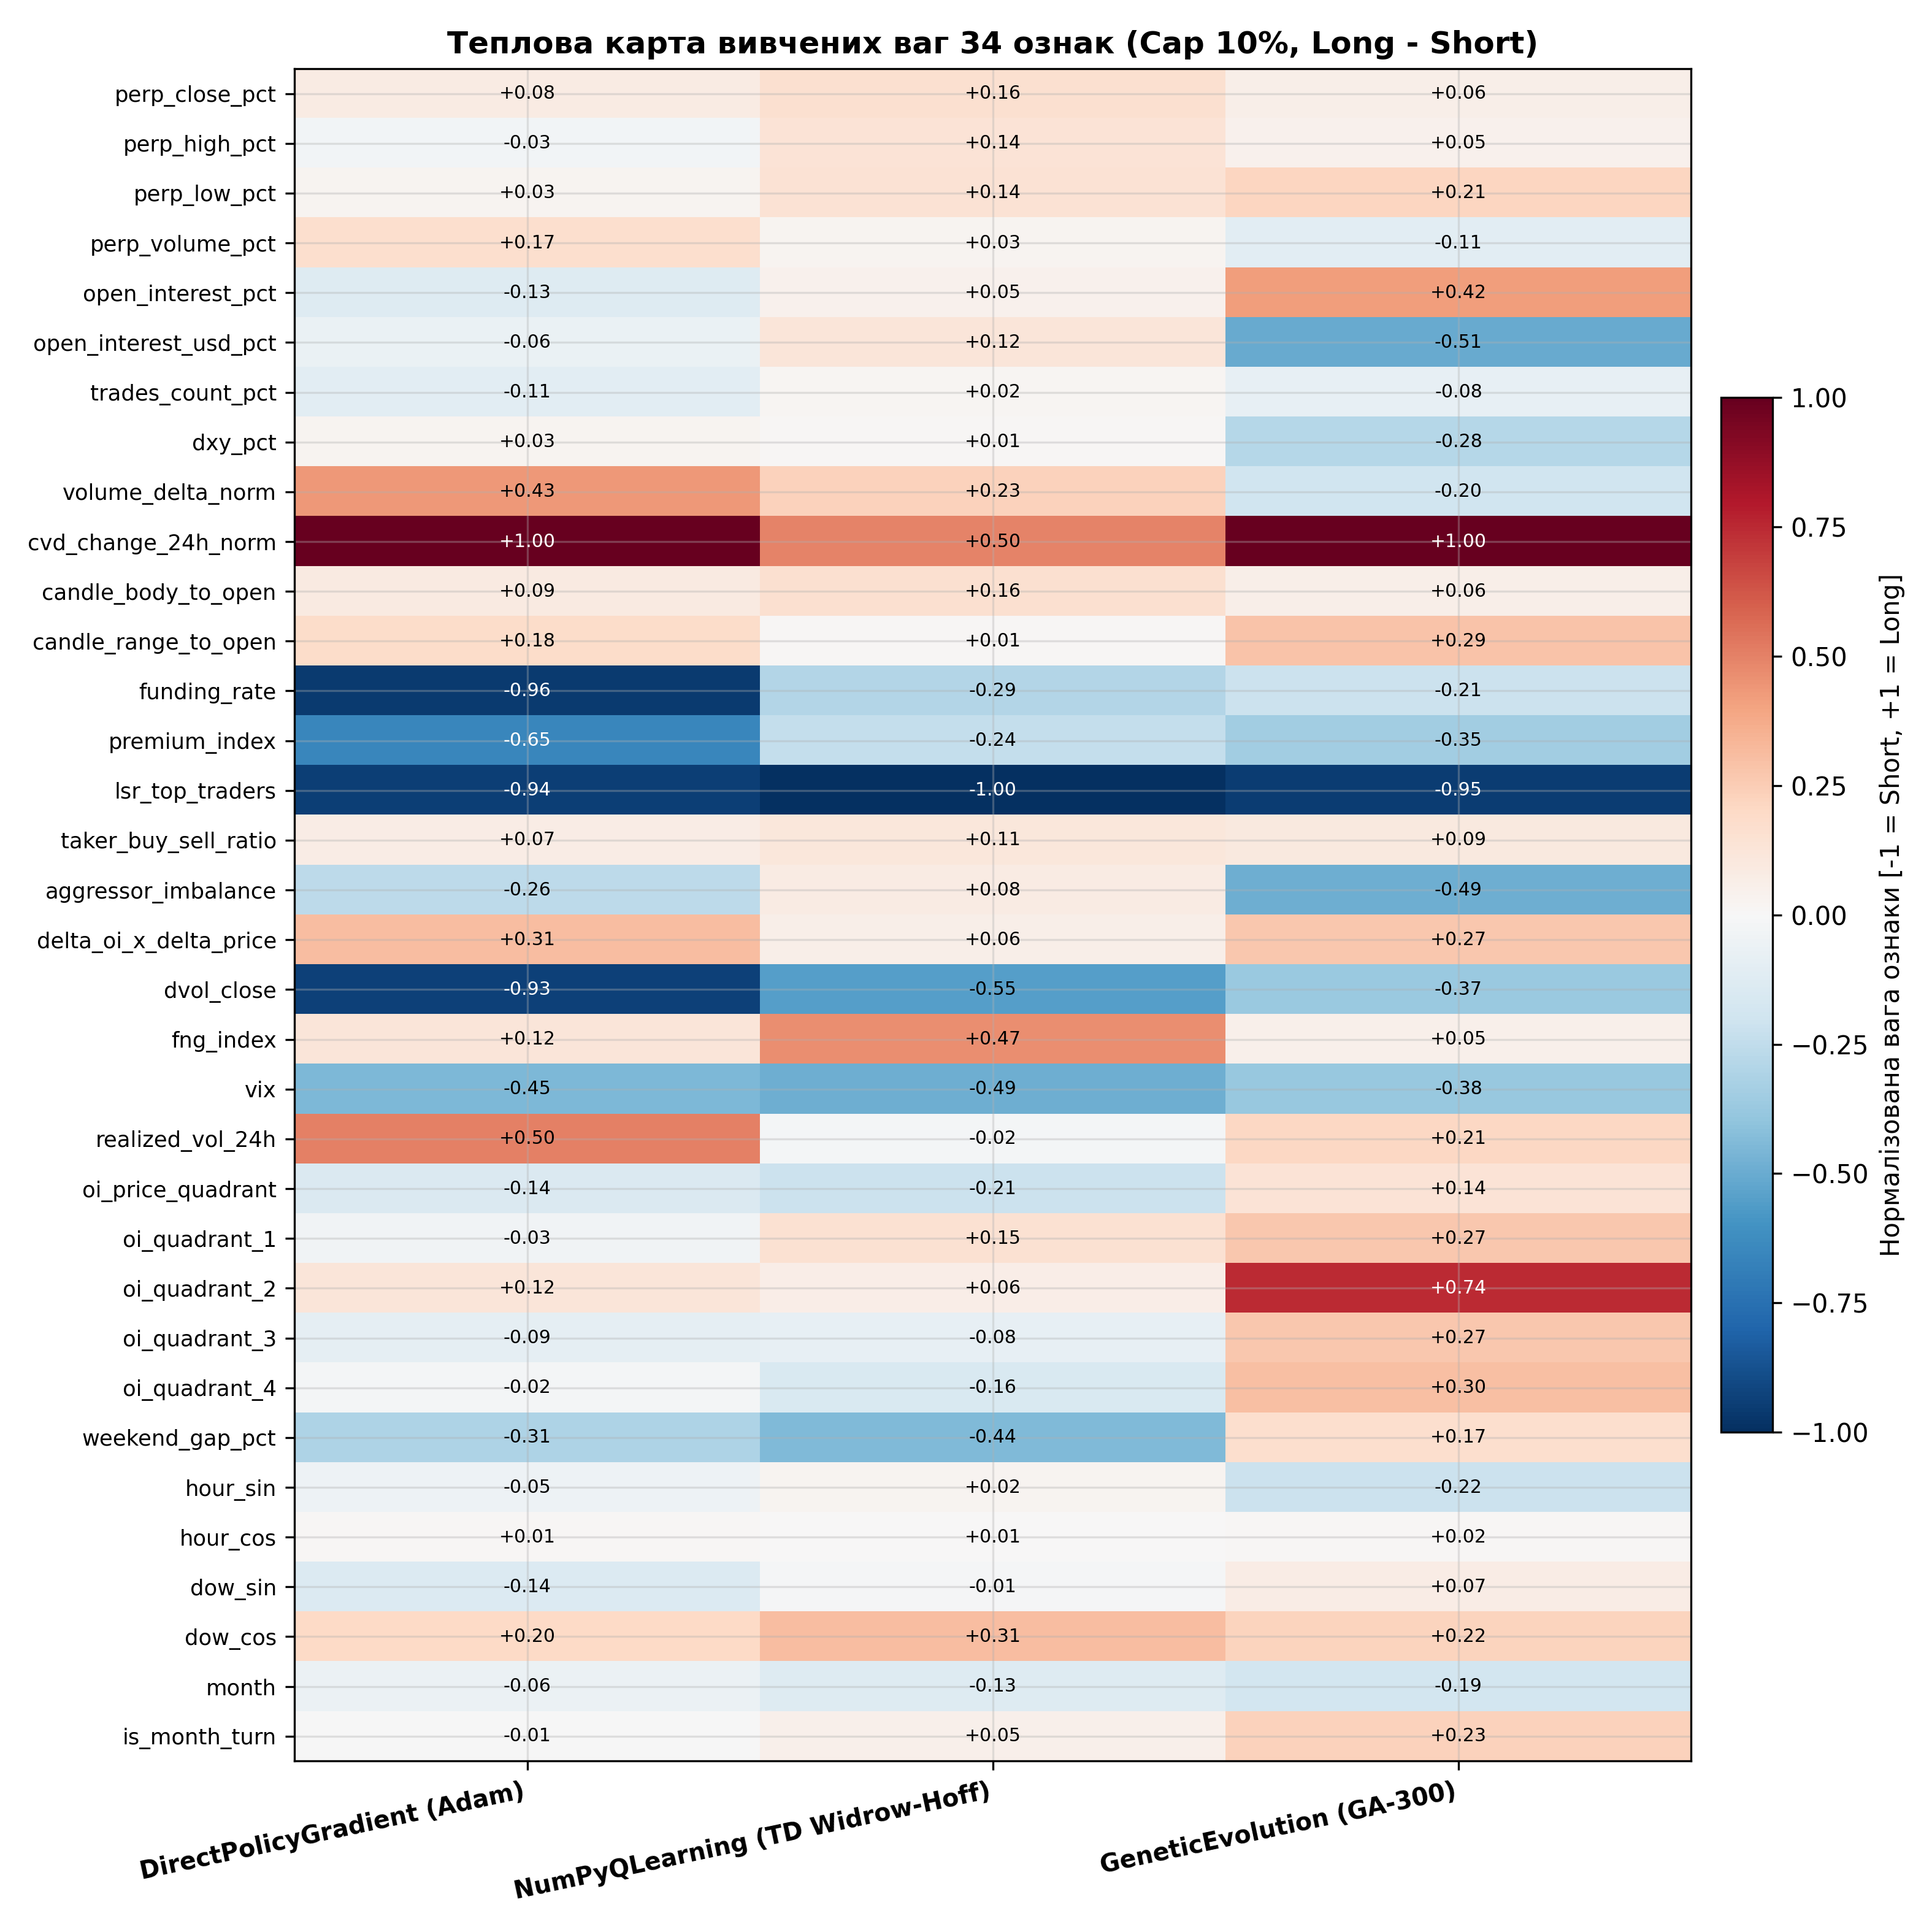 Теплова карта вивчених ваг 34 ознак (Cap 10%, Long - Short)
perp_close_pct +0.08 +0.16 +0.06
perp_high_pct -0.03 +0.14 +0.05
perp_low_pct +0.03 +0.14 +0.21
perp_volume_pct +0.17 +0.03 -0.11
open_interest_pct -0.13 +0.05 +0.42
open_interest_usd_pct -0.06 +0.12 -0.51
trades_count_pct -0.11 +0.02 -0.08
dxy_pct +0.03 +0.01 -0.28
volume_delta_norm +0.43 +0.23 -0.20
cvd_change_24h_norm +1.00 +0.50 +1.00
candle_body_to_open +0.09 +0.16 +0.06
candle_range_to_open +0.18 +0.01 +0.29
funding_rate -0.96 -0.29 -0.21
premium_index -0.65 -0.24 -0.35
lsr_top_traders -0.94 -1.00 -0.95
taker_buy_sell_ratio +0.07 +0.11 +0.09
aggressor_imbalance -0.26 +0.08 -0.49
delta_oi_x_delta_price +0.31 +0.06 +0.27
dvol_close -0.93 -0.55 -0.37
fng_index +0.12 +0.47 +0.05
vix -0.45 -0.49 -0.38
realized_vol_24h +0.50 -0.02 +0.21
oi_price_quadrant -0.14 -0.21 +0.14
oi_quadrant_1 -0.03 +0.15 +0.27
oi_quadrant_2 +0.12 +0.06 +0.74
oi_quadrant_3 -0.09 -0.08 +0.27
oi_quadrant_4 -0.02 -0.16 +0.30
weekend_gap_pct -0.31 -0.44 +0.17
hour_sin -0.05 +0.02 -0.22
hour_cos +0.01 +0.01 +0.02
dow_sin -0.14 -0.01 +0.07
dow_cos +0.20 +0.31 +0.22
month -0.06 -0.13 -0.19
is_month_turn -0.01 +0.05 +0.23
DirectPolicyGradient (Adam)
NumPyQLearning (TD Widrow-Hoff)
GeneticEvolution (GA-300)
1.00
0.75
0.50
0.25
0.00
−0.25
−0.50
−0.75
−1.00
Нормалізована вага ознаки [-1 = Short, +1 = Long]